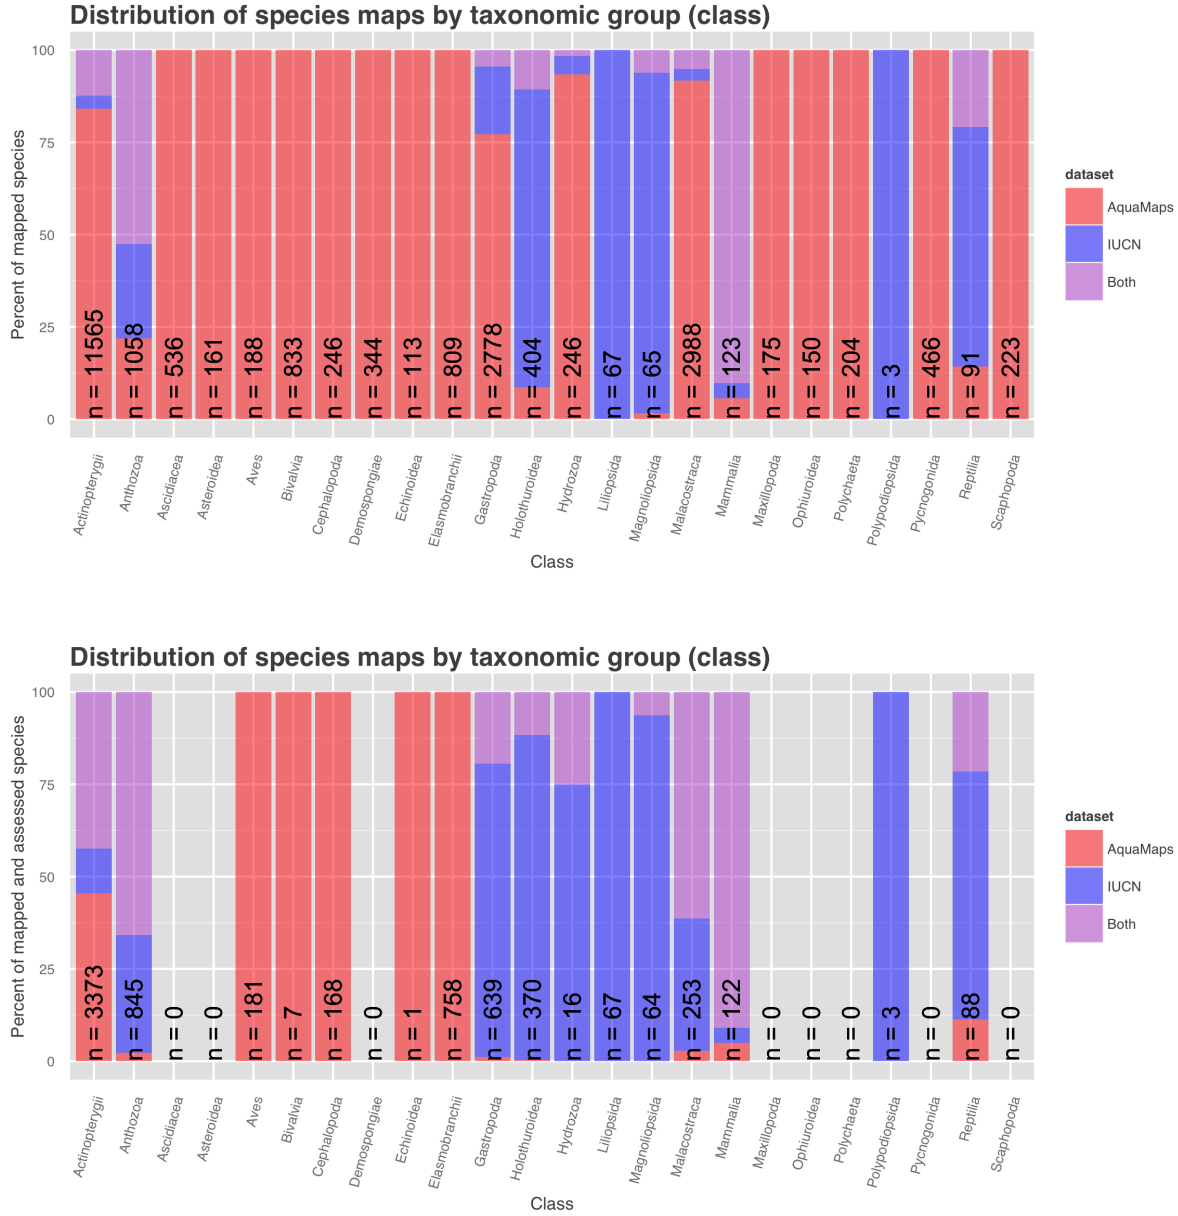 Distribution of species maps by taxonomic group (class)
Percent of mapped species
100
75
50
25
0
n = 11565
n = 1058
n = 536
n = 161
n = 188
n = 833
n = 246
n = 344
n = 113
n = 809
n = 2778
n = 404
n = 246
n = 67
n = 65
n = 2988
n = 123
n = 175
n = 150
n = 204
n = 3
n = 466
n = 91
n = 223
Actinopterygii
Anthozoa
Ascidiacea
Asteroidea
Aves
Bivalvia
Cephalopoda
Demospongiae
Echinoidea
Elasmobranchii
Gastropoda
Holothuroidea
Hydrozoa
Liliopsida
Magnoliopsida
Malacostraca
Mammalia
Maxillopoda
Ophiuroidea
Polychaeta
Polypodiopsida
Pycnogonida
Reptilia
Scaphopoda
Class
dataset
AquaMaps
IUCN
Both
Distribution of species maps by taxonomic group (class)
Percent of mapped and assessed species
100
75
50
25
0
n = 3373
n = 845
n = 0
n = 0
n = 181
n = 7
n = 168
n = 0
n = 1
n = 758
n = 639
n = 370
n = 16
n = 67
n = 64
n = 253
n = 122
n = 0
n = 0
n = 0
n = 3
n = 0
n = 88
n = 0
Actinopterygii
Anthozoa
Ascidiacea
Asteroidea
Aves
Bivalvia
Cephalopoda
Demospongiae
Echinoidea
Elasmobranchii
Gastropoda
Holothuroidea
Hydrozoa
Liliopsida
Magnoliopsida
Malacostraca
Mammalia
Maxillopoda
Ophiuroidea
Polychaeta
Polypodiopsida
Pycnogonida
Reptilia
Scaphopoda
Class
dataset
AquaMaps
IUCN
Both